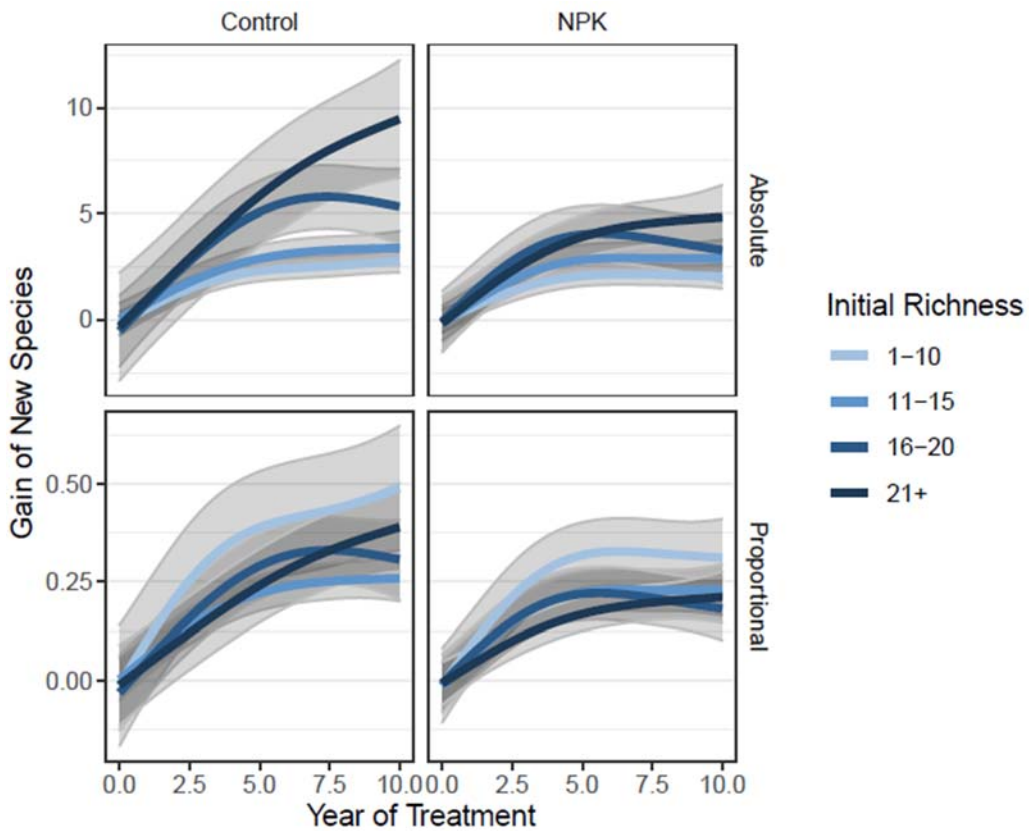 Control
NPK
10
5
0
Absolute
0.50
0.25
0.00
Proportional
Gain of New Species
0.0 2.5 5.0 7.5 10.0
0.0 2.5 5.0 7.5 10.0
Year of Treatment
Initial Richness
1−10
11−15
16−20
21+